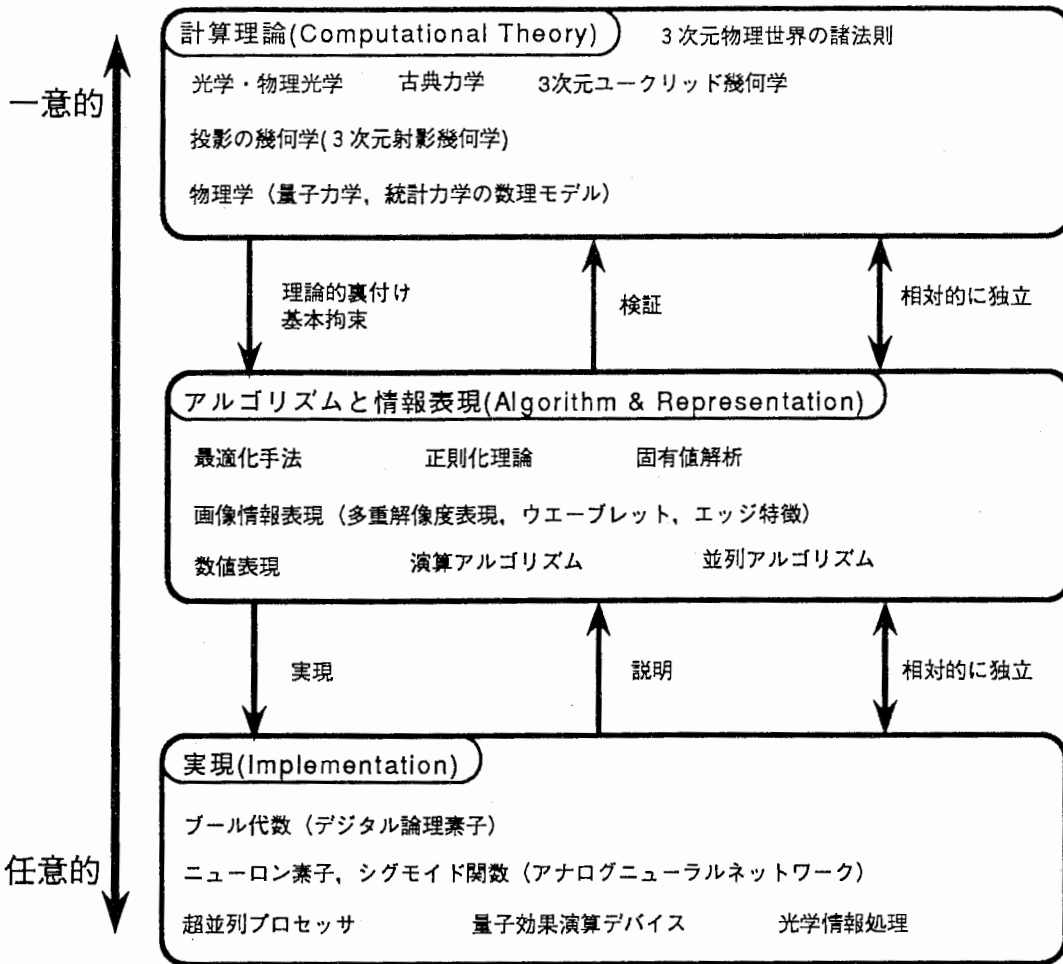 計算理論(Computational Theory)
3次元物理世界の諸法則
光学・物理光学
古典力学
3次元ユークリッド幾何学
一意的
投影の幾何学(3次元射影幾何学)
物理学（量子力学，統計力学の数理モデル）
理論的裏付け
基本拘束
検証
相対的に独立
アルゴリズムと情報表現(Algorithm & Representation)
最適化手法
正則化理論
固有値解析
画像情報表現（多重解像度表現，ウエーブレット，エッジ特徴）
数値表現
演算アルゴリズム
並列アルゴリズム
実現
説明
相対的に独立
実現(Implementation)
ブール代数（デジタル論理素子）
任意的
ニューロン素子，シグモイド関数（アナログニューラルネットワーク）
超並列プロセッサ
量子効果演算デバイス
光学情報処理